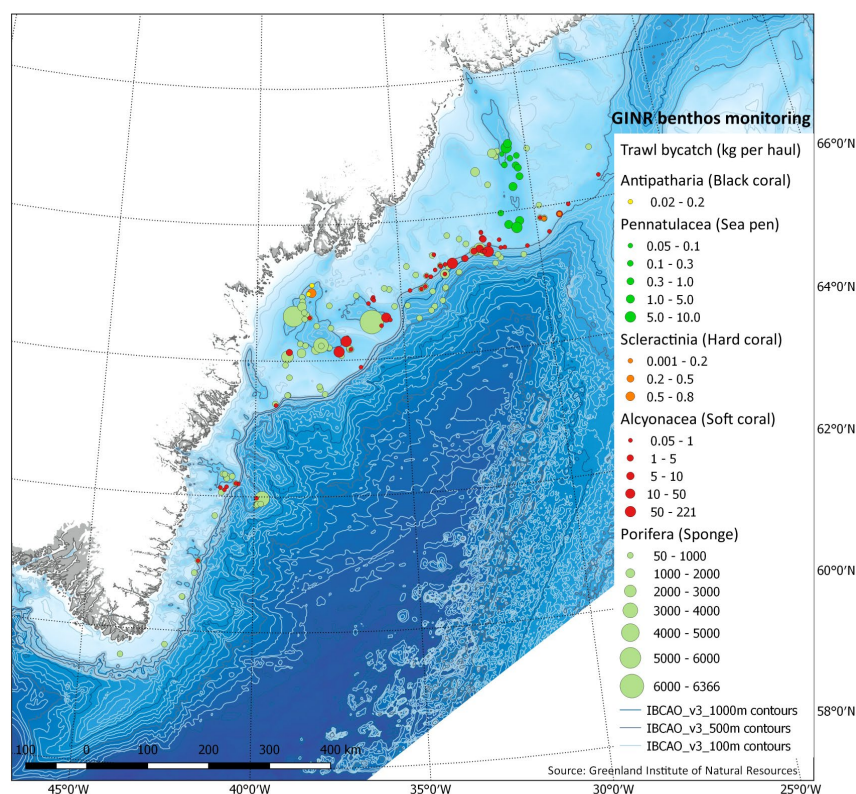 GINR benthos monitoring
Trawl bycatch (kg per haul)
Antipatharia (Black coral)
0.02 - 0.2
Pennatulacea (Sea pen)
0.05 - 0.1
0.1 - 0.3
0.3 - 1.0
1.0 - 5.0
5.0 - 10.0
Scleractinia (Hard coral)
0.001 - 0.2
0.2 - 0.5
0.5 - 0.8
Alcyonacea (Soft coral)
0.05 - 1
1 - 5
5 - 10
10 - 50
50 - 221
Porifera (Sponge)
50 - 1000
1000 - 2000
2000 - 3000
3000 - 4000
4000 - 5000
5000 - 6000
6000 - 6366
IBCAO_v3_1000m contours
IBCAO_v3_500m contours
IBCAO_v3_100m contours
Source: Greenland Institute of Natural Resources
66°0'N
64°0'N
62°0'N
60°0'N
58°0'N
100 0 100 200 300 400 km
45°0'W 40°0'W 35°0'W 30°0'W 25°0'W